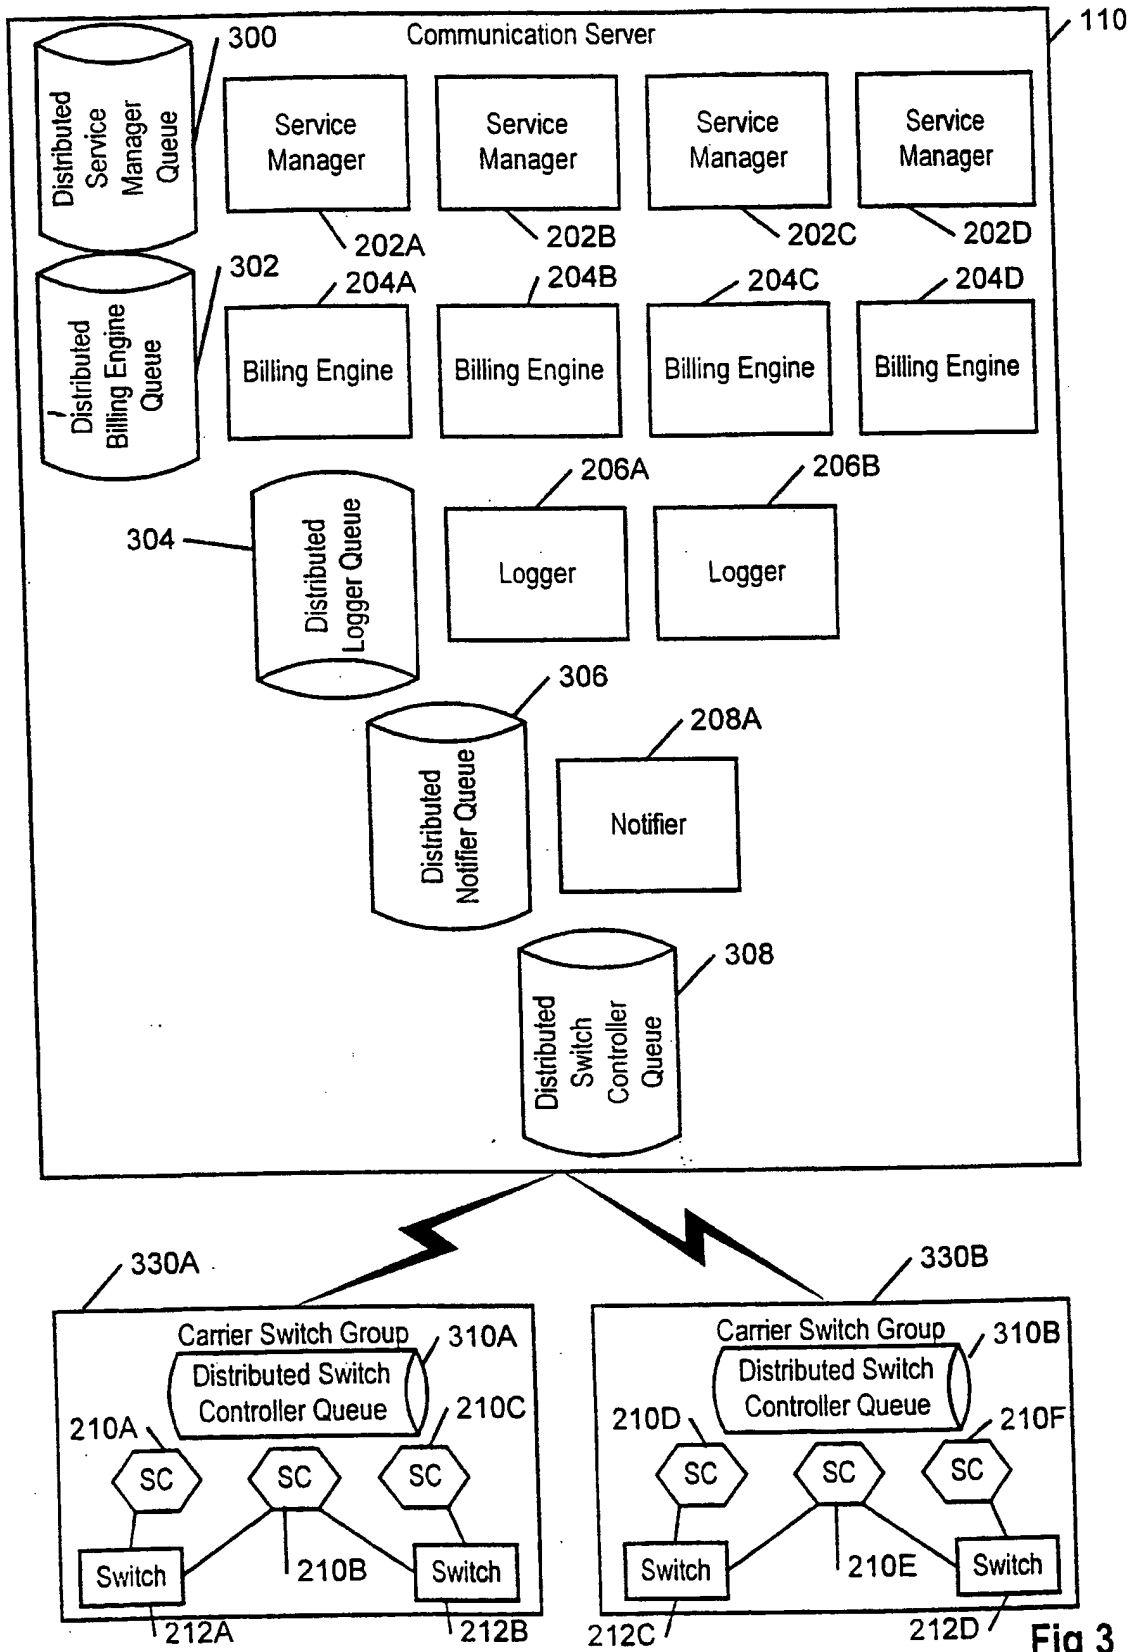 Communication Server
110
300
Distributed
Service
Manager
Queue
Service
Manager
Service
Manager
Service
Manager
Service
Manager
202A
202B
202C
202D
302
Distributed
Billing Engine
Queue
204A
204B
204C
204D
Billing Engine
Billing Engine
Billing Engine
Billing Engine
206A
206B
304
Distributed
Logger Queue
Logger
Logger
306
Distributed
Notifier Queue
208A
Notifier
308
Distributed
Switch
Controller
Queue
330A
Carrier Switch Group
310A
Distributed Switch
Controller Queue
210A
210C
SC
SC
SC
Switch
210B
Switch
212A
212B
330B
Carrier Switch Group
310B
Distributed Switch
Controller Queue
210D
210F
SC
SC
SC
Switch
210E
Switch
212C
212D
Fig 3